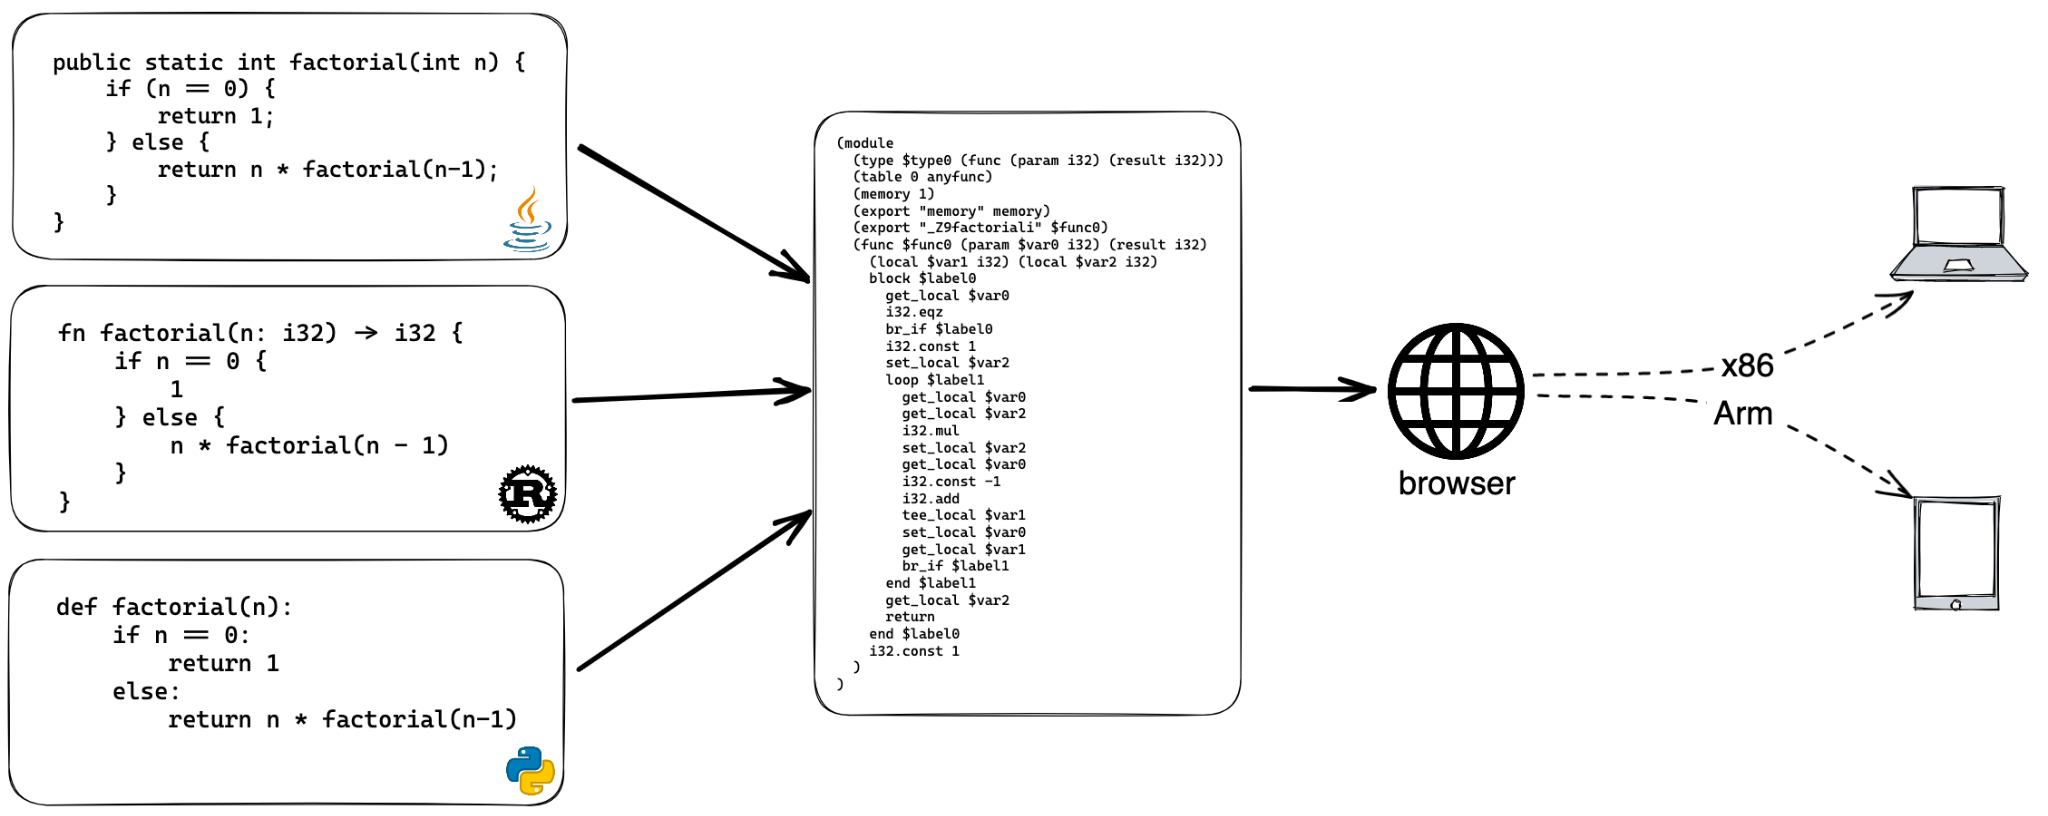 public static int factorial(int n) {
    if (n == 0) {
        return 1;
    } else {
        return n * factorial(n-1);
    }
}
fn factorial(n: i32) -> i32 {
    if n == 0 {
        1
    } else {
        n * factorial(n - 1)
    }
}
R
def factorial(n):
    if n == 0:
        return 1
    else:
        return n * factorial(n-1)
(module
  (type $type0 (func (param i32) (result i32)))
  (table 0 anyfunc)
  (memory 1)
  (export "memory" memory)
  (export "_Z9factoriali" $func0)
  (func $func0 (param $var0 i32) (result i32)
    (local $var1 i32) (local $var2 i32)
    block $label0
      get_local $var0
      i32.eqz
      br_if $label0
      i32.const 1
      set_local $var2
      loop $label1
        get_local $var0
        get_local $var2
        i32.mul
        set_local $var2
        get_local $var0
        i32.const -1
        i32.add
        tee_local $var1
        set_local $var0
        get_local $var1
        br_if $label1
      end $label1
      get_local $var2
      return
    end $label0
    i32.const 1
  )
)
browser
x86
Arm